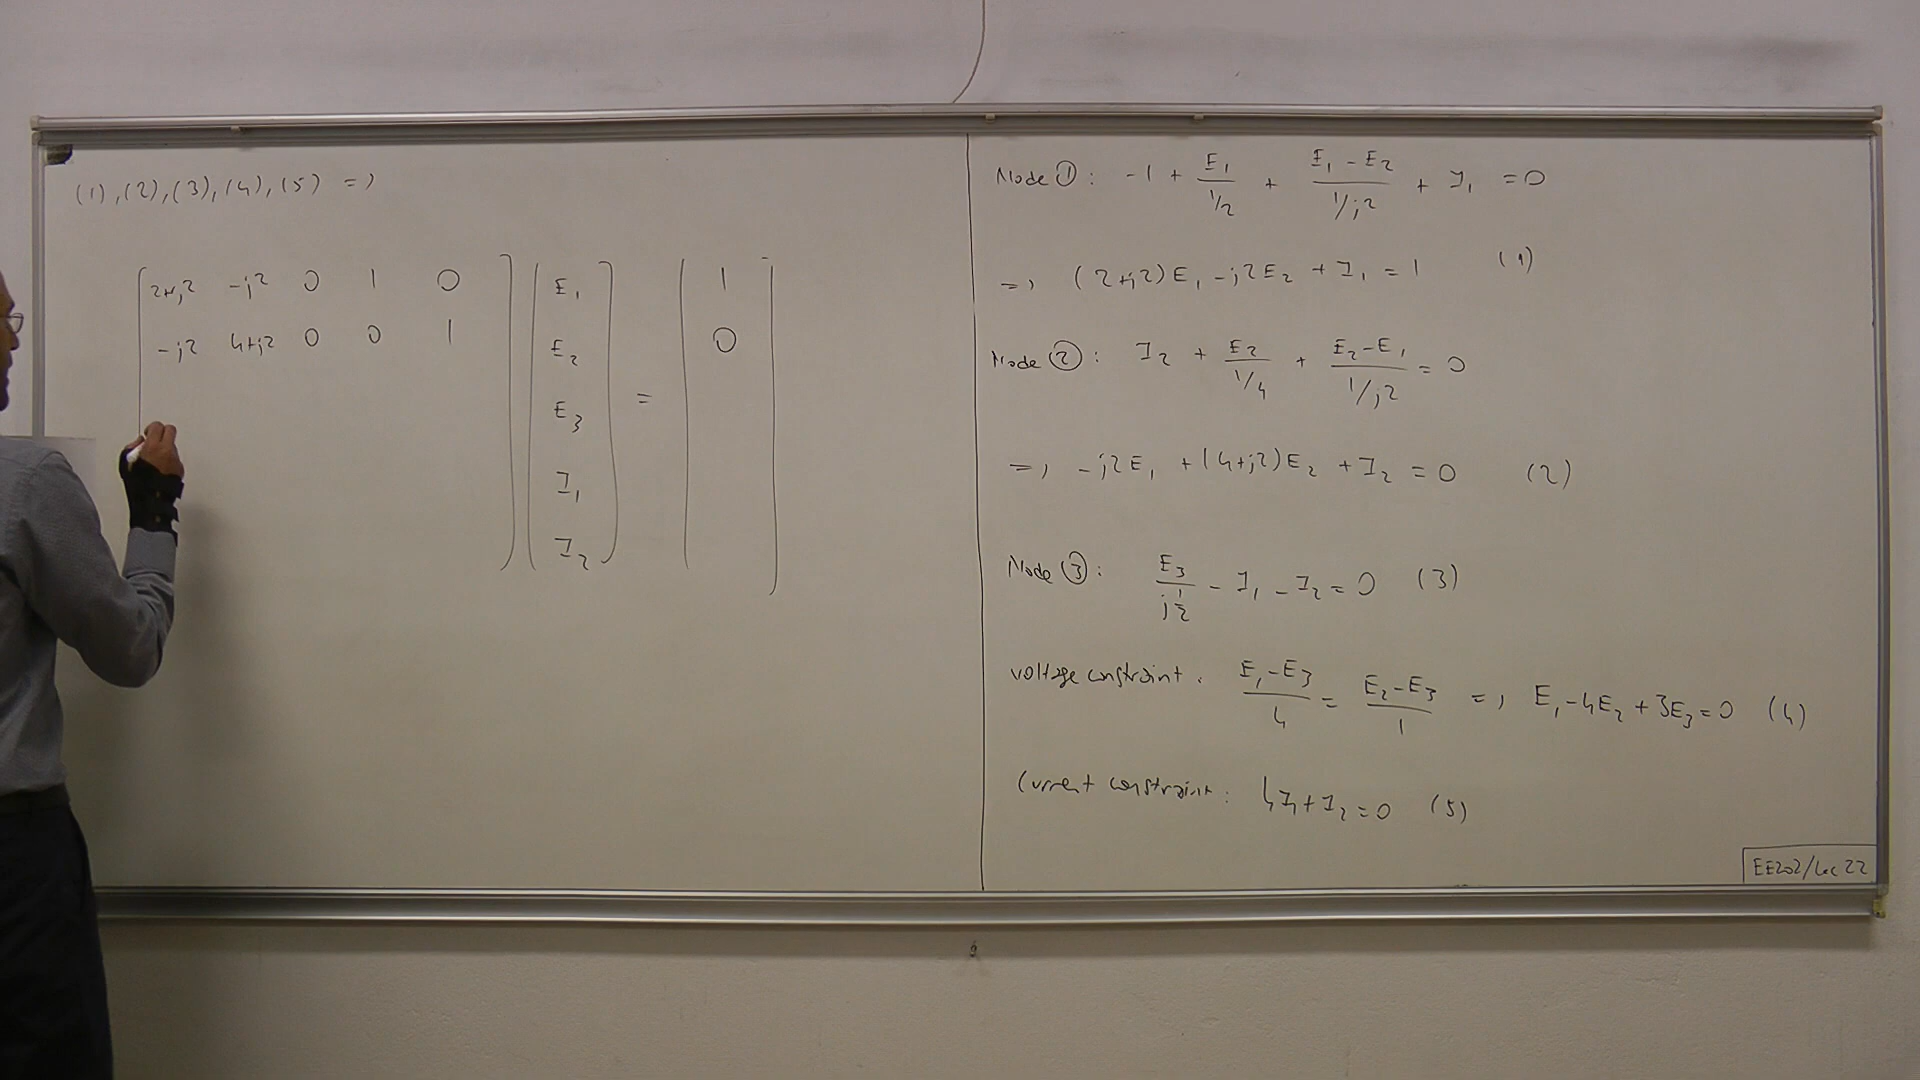 (1), (2), (3), (4), (5) =>
[ 2+j2 -j2 0 1 0 ] [ E₁ ] [ 1 ]
[ -j2 4+j2 0 0 1 ] [ E₂ ] [ 0 ]
E₃ =
I₁
I₂
Node ①: -1 + E₁/(1/2) + (E₁ - E₂)/(1/j2) + I₁ = 0
=> (2+j2)E₁ - j2E₂ + I₁ = 1 (1)
Node ②: I₂ + E₂/(1/4) + (E₂-E₁)/(1/j2) = 0
=> -j2E₁ + (4+j2)E₂ + I₂ = 0 (2)
Node ③: E₃/(j1/2) - I₁ - I₂ = 0 (3)
voltage constraint: (E₁-E₃)/4 = (E₂-E₃)/1 => E₁-4E₂+3E₃=0 (4)
Current constraint: 4I₁+I₂=0 (5)
EE202/Lec 22